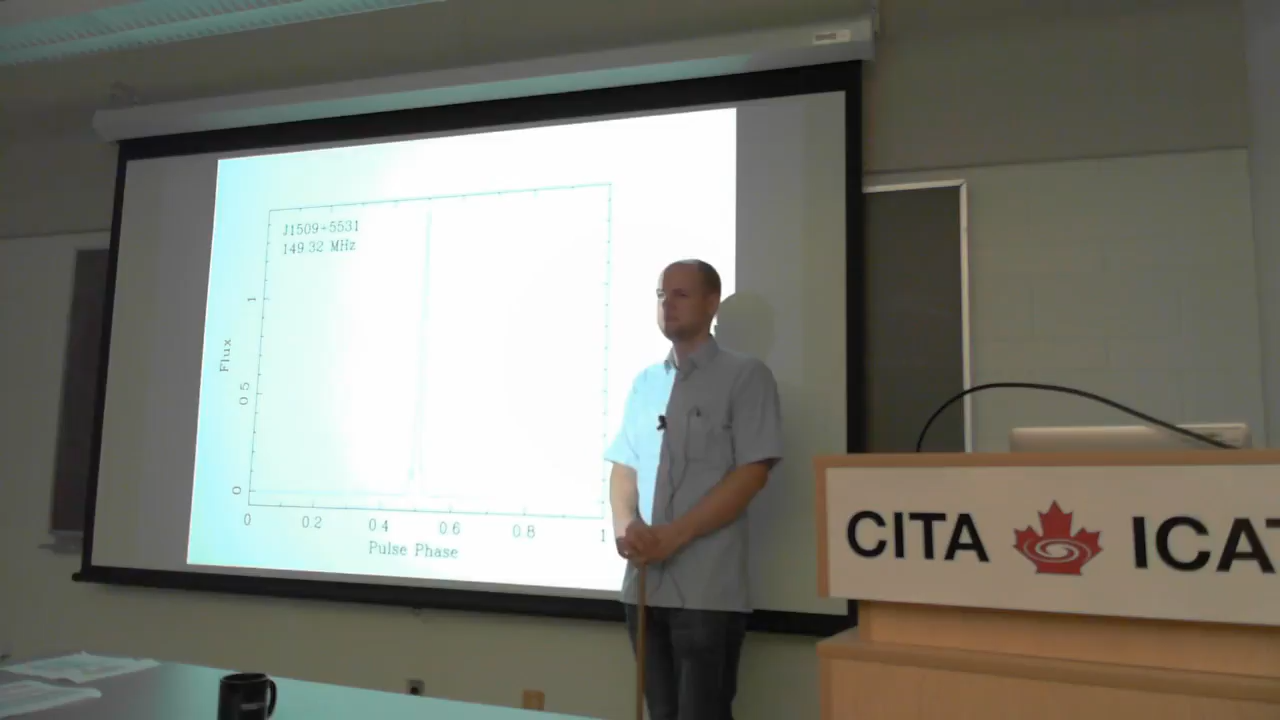 J1509+5531
149.32 MHz
1
0.5
0
Flux
0 0.2 0.4 0.6 0.8 1
Pulse Phase
CITA ICAT